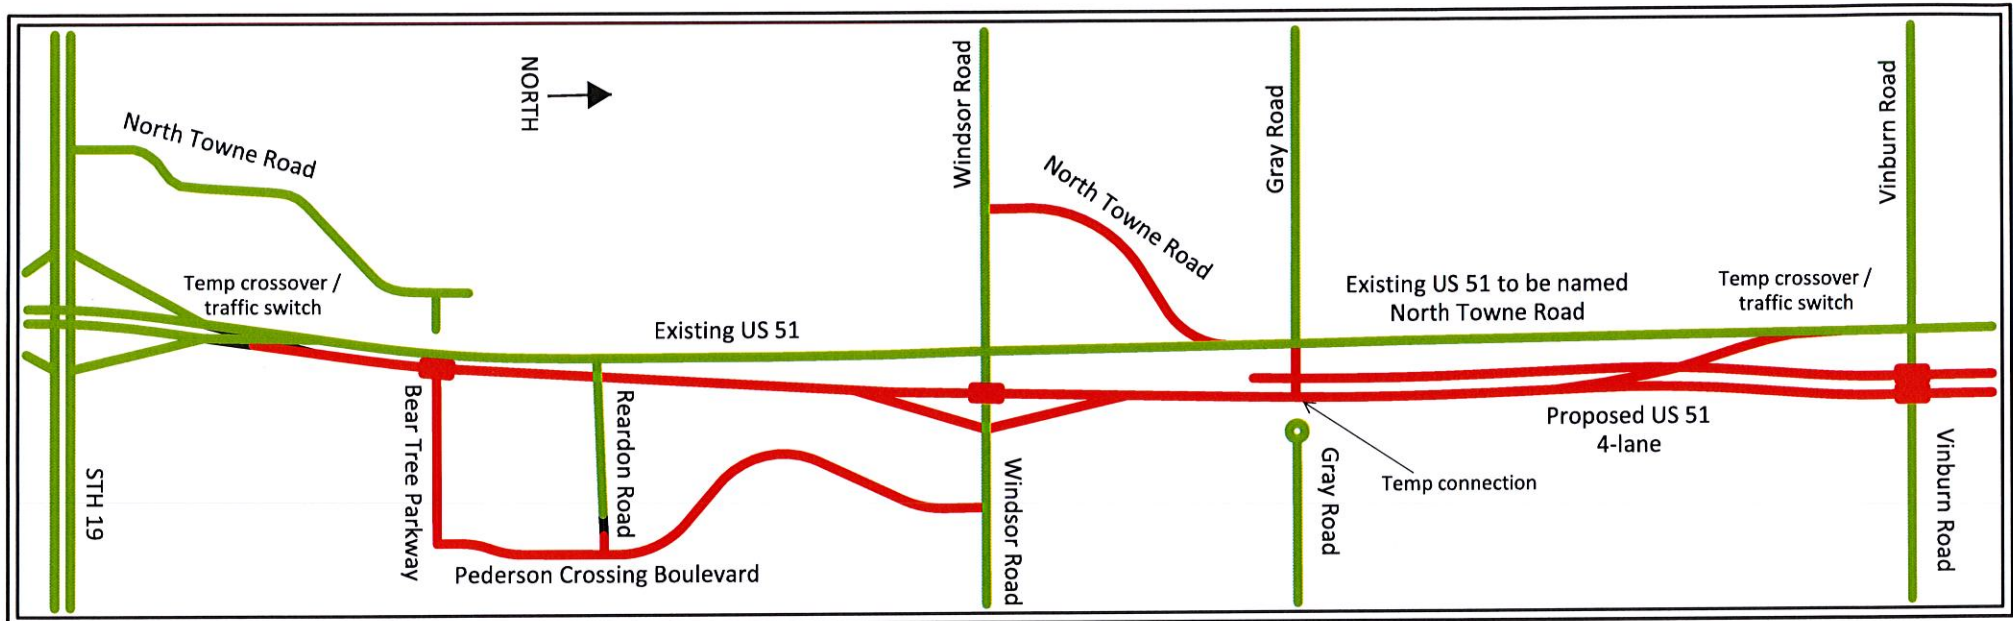 NORTH
North Towne Road
Temp crossover /
traffic switch
STH 19
Existing US 51
Bear Tree Parkway
Reardon Road
Pederson Crossing Boulevard
Windsor Road
Windsor Road
North Towne Road
Gray Road
Gray Road
Existing US 51 to be named
North Towne Road
Temp crossover /
traffic switch
Proposed US 51
4-lane
Temp connection
Vinburn Road
Vinburn Road